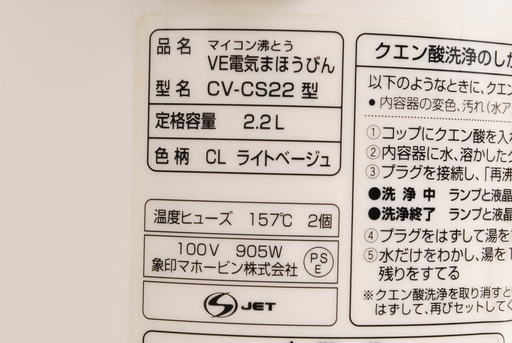 品名 マイコン沸とう
VE電気まほうびん
型名 CV-CS22型
定格容量 2.2L
色柄 CL ライトベージュ
温度ヒューズ 157℃ 2個
100V 905W
象印マホービン株式会社
PS
E
S JET
クエン酸洗浄のしか
以下のようなときに、クエン
●内容器の変色、汚れ(水ア
①コップにクエン酸を入れ
②内容器に水、溶かしたク
③プラグを接続し、「再沸
●洗浄中 ランプと液晶
●洗浄終了 ランプと液晶
④プラグをはずして湯を
⑤水だけをわかし、湯を1
残りをすてる
※クエン酸洗浄を取り消すと
はずして、再びセットしてく